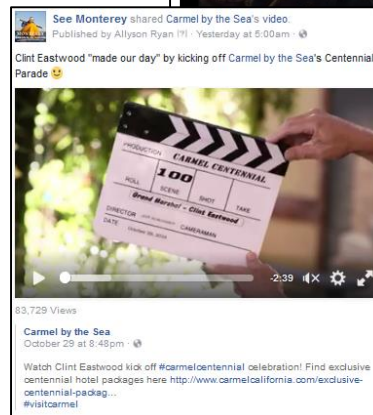 See Monterey shared Carmel by the Sea's video.
Published by Allyson Ryan [?] · Yesterday at 5:00am ·
Clint Eastwood "made our day" by kicking off Carmel by the Sea's Centennial
Parade
PRODUCTION CARMEL CENTENNIAL
100
ROLL SCENE SHOT TAKE
Grand Marshal - Clint Eastwood
DIRECTOR CAMERAMAN
DATE
-2:39
83,729 Views
Carmel by the Sea
October 29 at 8:48pm ·
Watch Clint Eastwood kick off #carmelcentennial celebration! Find exclusive
centennial hotel packages here http://www.carmelcalifornia.com/exclusive-
centennial-packag...
#visitcarmel